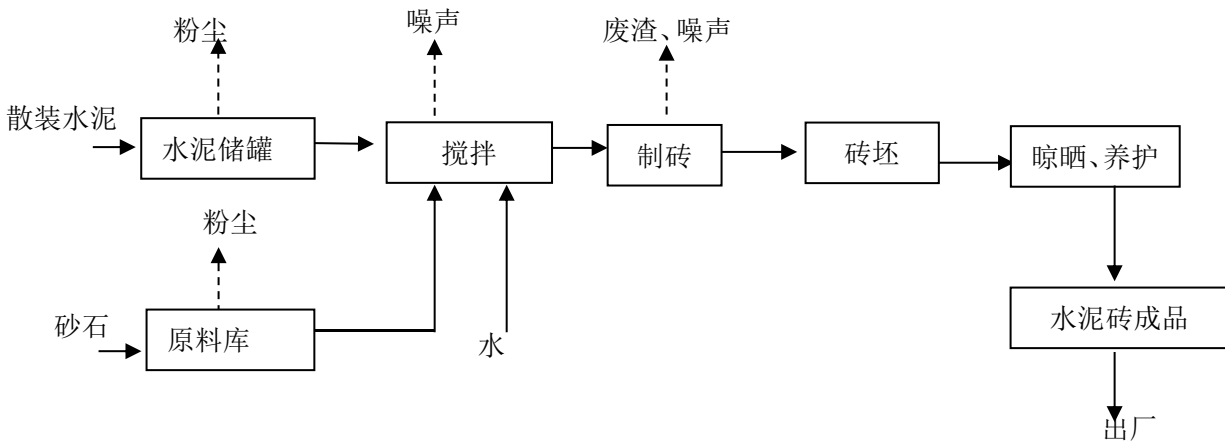 粉尘
噪声
废渣、噪声
散装水泥
水泥储罐
搅拌
制砖
砖坯
晾晒、养护
粉尘
砂石
原料库
水
水泥砖成品
出厂